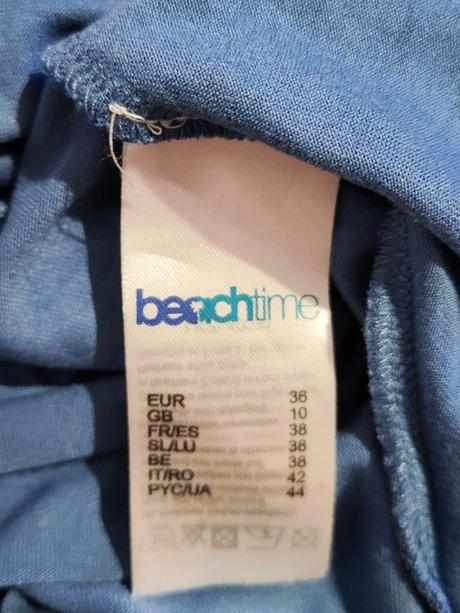 beachtime
EUR 36
GB 10
FR/ES 38
SL/LU 38
BE 38
IT/RO 42
PYC/UA 44